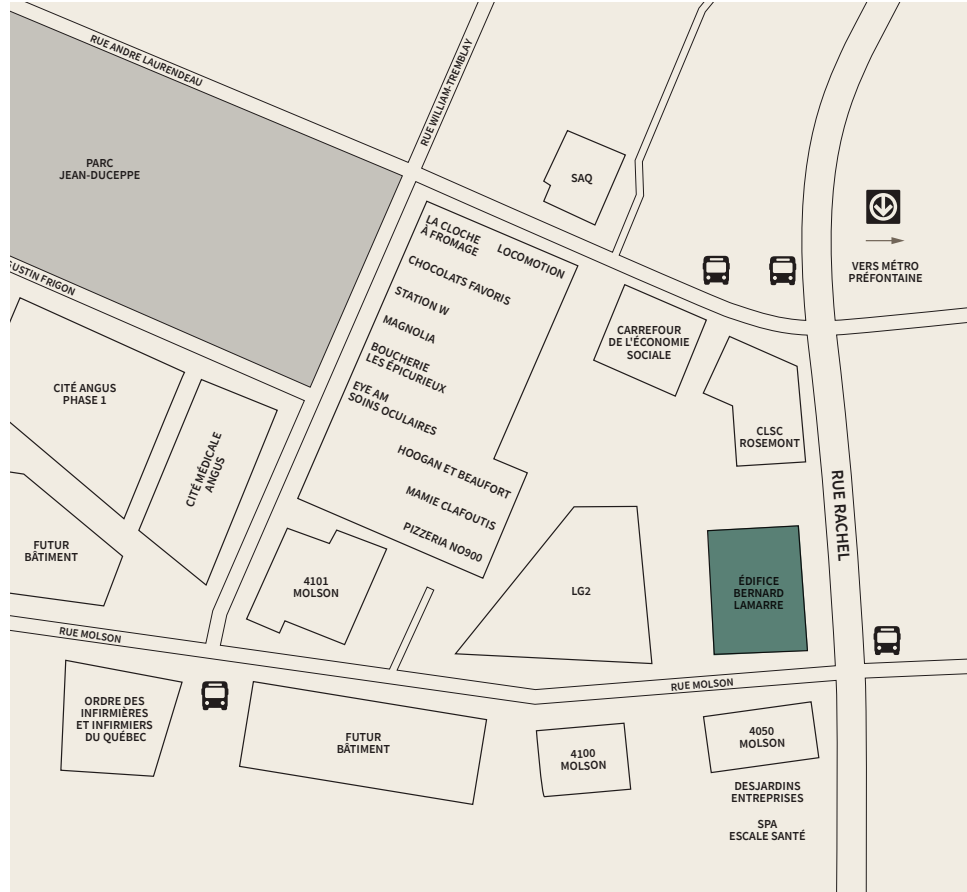 RUE ANDRE LAURENDEAU
RUE WILLIAM-TREMBLAY
PARC
JEAN-DUCEPPE
SAQ
LA CLOCHE
À FROMAGE
LOCOMOTION
CHOCOLATS FAVORIS
STATION W
MAGNOLIA
BOUCHERIE
LES ÉPICURIEUX
EYE AM
SOINS OCULAIRES
HOOGAN ET BEAUFORT
MAMIE CLAFOUTIS
PIZZERIA NO900
VERS MÉTRO
PRÉFONTAINE
USTIN FRIGON
CARREFOUR
DE L'ÉCONOMIE
SOCIALE
CITÉ ANGUS
PHASE 1
CITÉ MÉDICALE
ANGUS
CLSC
ROSEMONT
RUE RACHEL
FUTUR
BÂTIMENT
4101
MOLSON
LG2
ÉDIFICE
BERNARD
LAMARRE
RUE MOLSON
RUE MOLSON
ORDRE DES
INFIRMIÈRES
ET INFIRMIERS
DU QUÉBEC
FUTUR
BÂTIMENT
4100
MOLSON
4050
MOLSON
DESJARDINS
ENTREPRISES
SPA
ESCALE SANTÉ